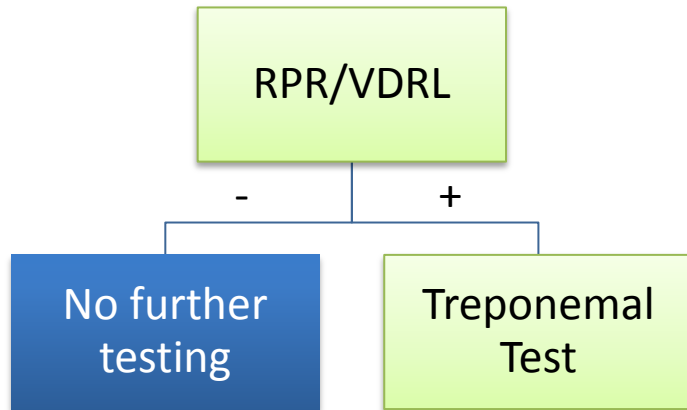 RPR/VDRL
- +
No further
testing
Treponemal
Test